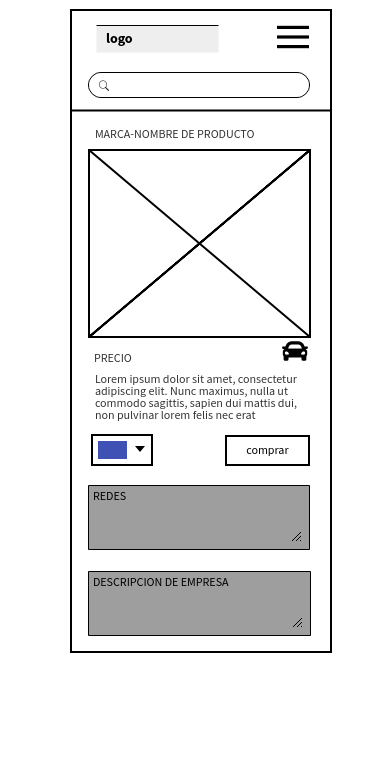 logo
MARCA-NOMBRE DE PRODUCTO
PRECIO
Lorem ipsum dolor sit amet, consectetur
adipiscing elit. Nunc maximus, nulla ut
commodo sagittis, sapien dui mattis dui,
non pulvinar lorem felis nec erat
comprar
REDES
DESCRIPCION DE EMPRESA